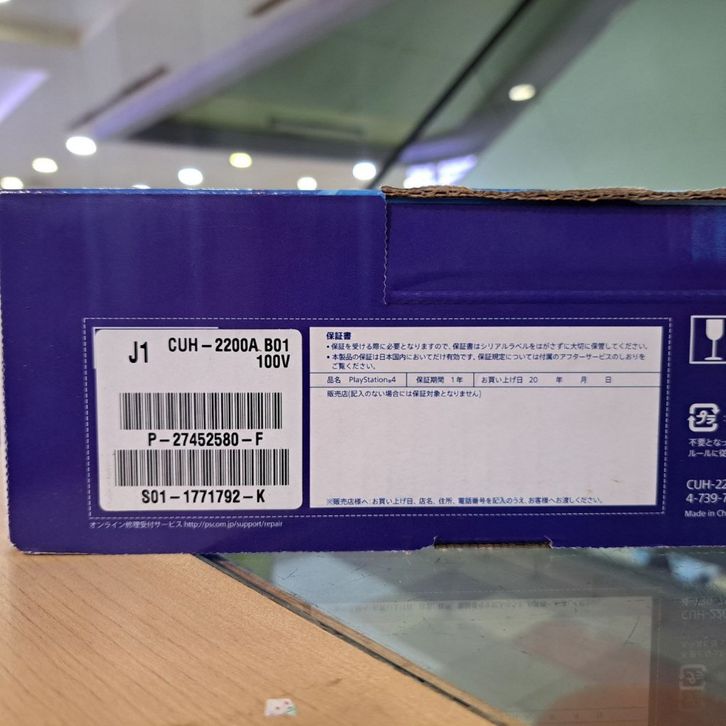 J1 CUH-2200A B01
100V
P-27452580-F
S01-1771792-K
オンライン修理受付サービス http://pscom.jp/support/repair
保証書
•保証を受ける際に必要となりますので、保証書はシリアルラベルをはがさずに大切に保管してください。
•本製品の保証は日本国内においてだけ有効です。保証規定については付属のアフターサービスのしおりを
ご覧ください。
品名 PlayStation®4 保証期間 1年 お買い上げ日 20 年 月 日
販売店(記入のない場合には保証対象となりません)
※販売店様へ：お買い上げ日、店名、住所、電話番号を記入のうえ、お客様へお渡しください。
プラ
不要となっ
ルールに従
CUH-22
4-739-7
Made in Ch